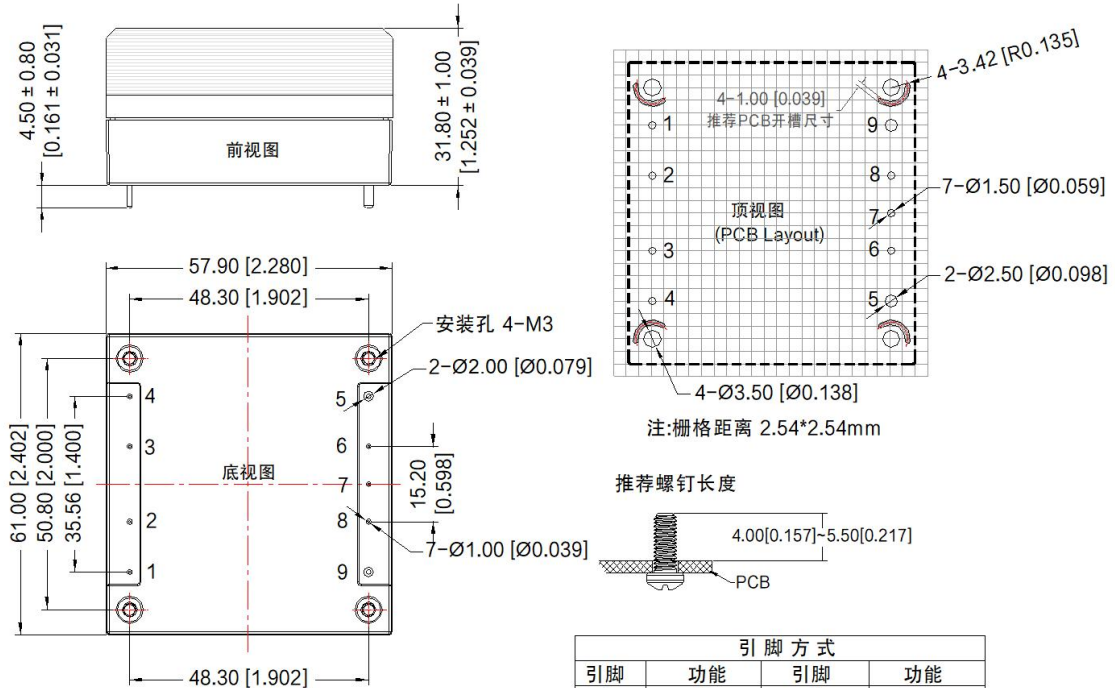 4.50 ± 0.80
[0.161 ± 0.031]
前视图
31.80 ± 1.00
[1.252 ± 0.039]
4-3.42 [R0.135]
4-1.00 [0.039]
推荐PCB开槽尺寸
1
2
3
4
9
8
7
6
5
顶视图
(PCB Layout)
7-Ø1.50 [Ø0.059]
2-Ø2.50 [Ø0.098]
4-Ø3.50 [Ø0.138]
注:栅格距离 2.54*2.54mm
57.90 [2.280]
48.30 [1.902]
安装孔 4-M3
2-Ø2.00 [Ø0.079]
61.00 [2.402]
50.80 [2.000]
35.56 [1.400]
4
3
2
1
底视图
5
6
7
8
9
15.20
[0.598]
7-Ø1.00 [Ø0.039]
48.30 [1.902]
推荐螺钉长度
4.00[0.157]~5.50[0.217]
PCB
引 脚 方 式
引脚 功能 引脚 功能